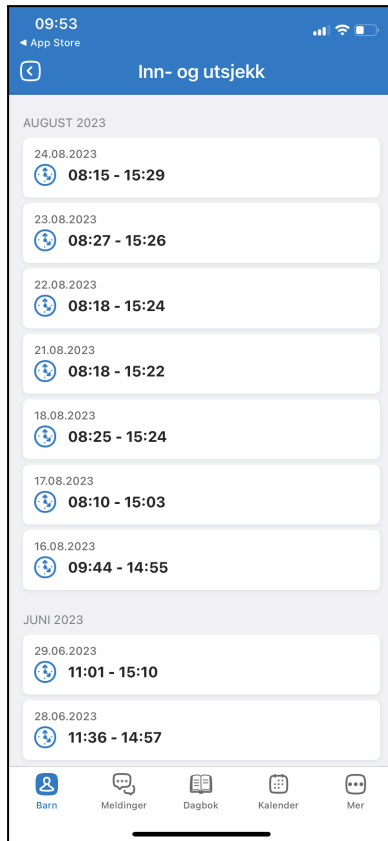 09:53
◀ App Store
Inn- og utsjekk
AUGUST 2023
24.08.2023
08:15 - 15:29
23.08.2023
08:27 - 15:26
22.08.2023
08:18 - 15:24
21.08.2023
08:18 - 15:22
18.08.2023
08:25 - 15:24
17.08.2023
08:10 - 15:03
16.08.2023
09:44 - 14:55
JUNI 2023
29.06.2023
11:01 - 15:10
28.06.2023
11:36 - 14:57
Barn Meldinger Dagbok Kalender Mer